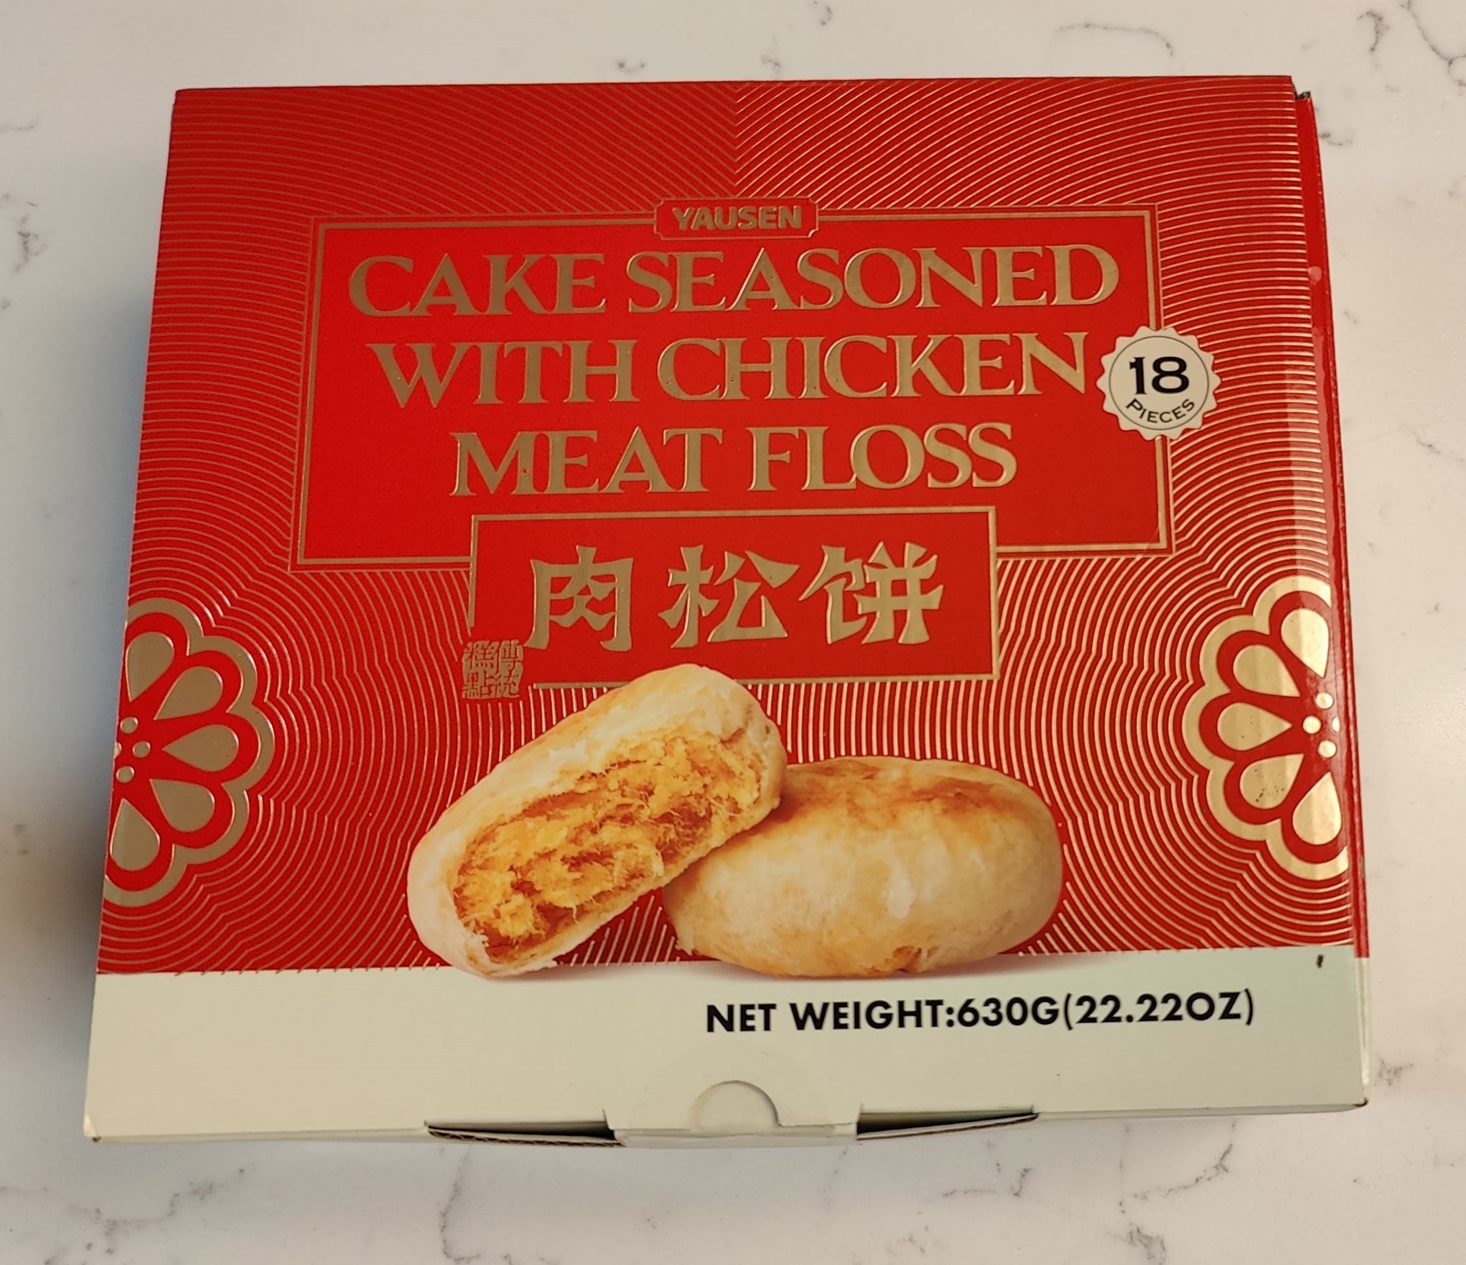 YAUSEN
CAKE SEASONED
WITH CHICKEN
MEAT FLOSS
18
PIECES
肉松饼
NET WEIGHT:630G(22.22OZ)